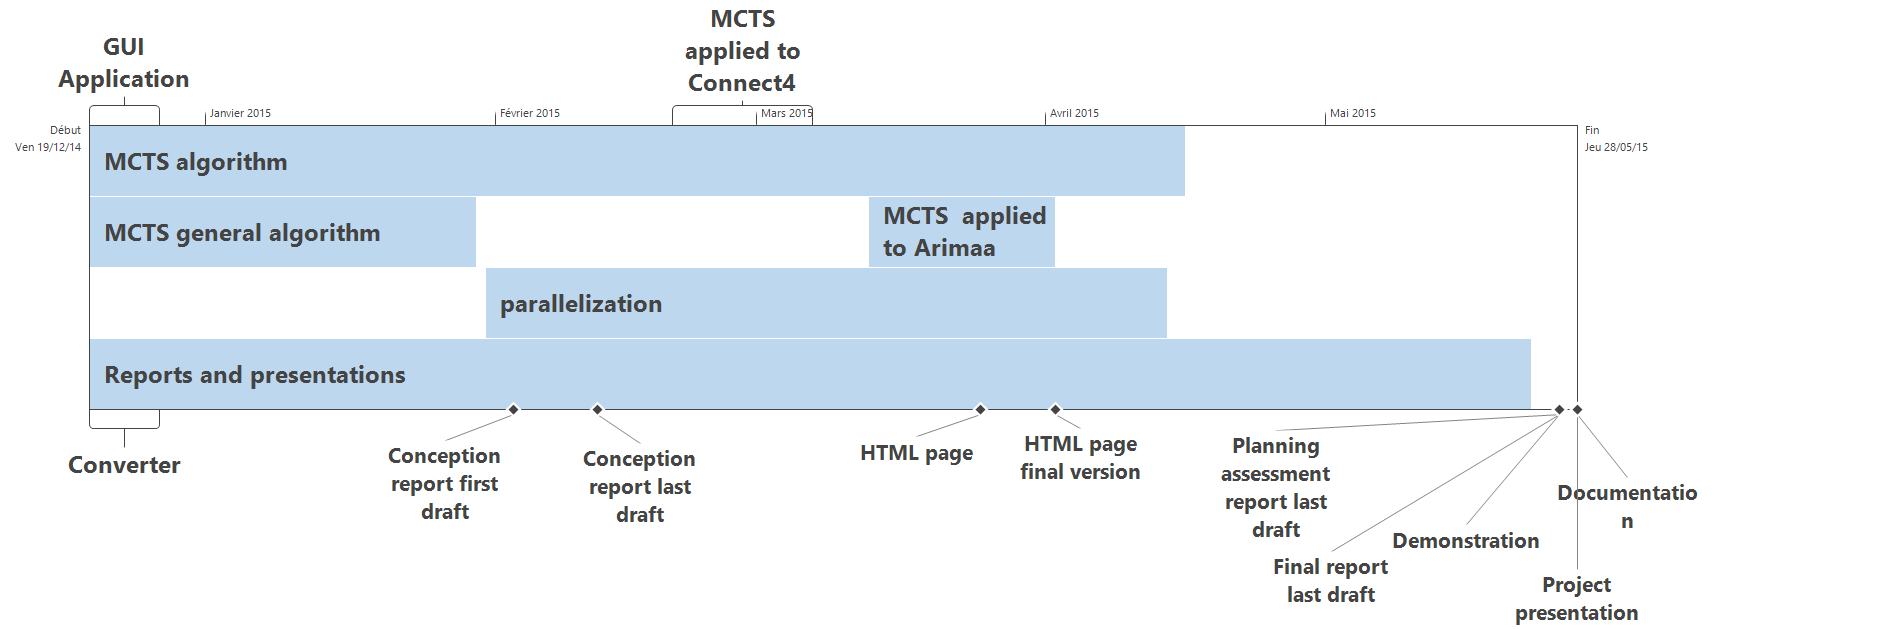 MCTS
applied to
Connect4
GUI
Application
Janvier 2015
Février 2015
Mars 2015
Avril 2015
Mai 2015
Début
Ven 19/12/14
Fin
Jeu 28/05/15
MCTS algorithm
MCTS general algorithm
MCTS applied
to Arimaa
parallelization
Reports and presentations
Converter
Conception
report first
draft
Conception
report last
draft
HTML page
HTML page
final version
Planning
assessment
report last
draft
Final report
last draft
Demonstration
Documentatio
n
Project
presentation